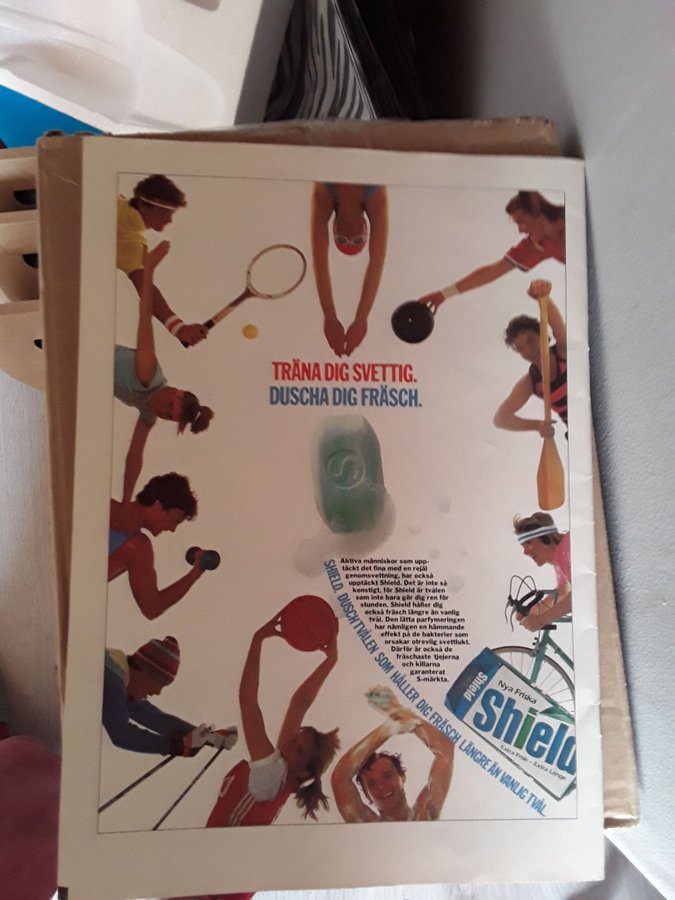 TRÄNA DIG SVETTIG.
DUSCHA DIG FRÄSCH.
S
Aktiva människor som upp-
täckt det fina med en rejäl
genomsvettning, har också
upptäckt Shield. Det är inte så
konstigt, för Shield är tvålen
som inte bara gör dig ren för
stunden. Shield håller dig
också fräsch längre än vanlig
tvål. Den lätta parfymeringen
har nämligen en hämmande
effekt på de bakterier som
orsakar otrevlig svettlukt.
Därför är också de
fräschaste tjejerna
och killarna
garanterat
S-märkta.
SHIELD. DUSCHTVÅLEN SOM HÅLLER DIG FRÄSCH LÄNGRE ÄN VANLIG TVÅL.
Shield
Nya Friska
Shield
Extra Frisk – Extra Länge